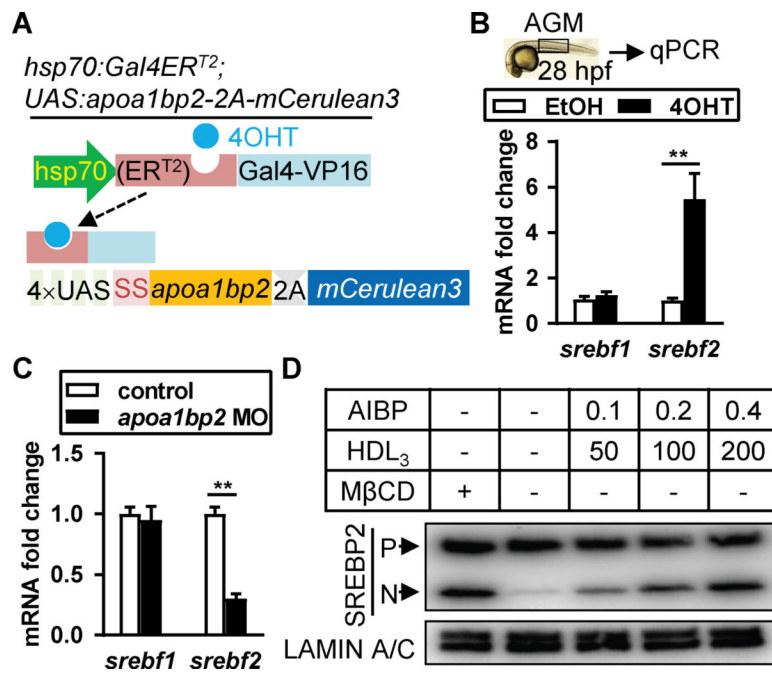 A
hsp70:Gal4ER^T2;
UAS:apoa1bp2-2A-mCerulean3
4OHT
hsp70 (ER^T2) Gal4-VP16
4×UAS SS apoa1bp2 2A mCerulean3
B
AGM
28 hpf
qPCR
EtOH 4OHT
mRNA fold change
8
6
4
2
0
**
srebf1 srebf2
C
control
apoa1bp2 MO
mRNA fold change
1.5
1.0
0.5
0.0
**
srebf1 srebf2
D
AIBP - - 0.1 0.2 0.4
HDL₃ - - 50 100 200
MβCD + - - - -
SREBP2
P
N
LAMIN A/C